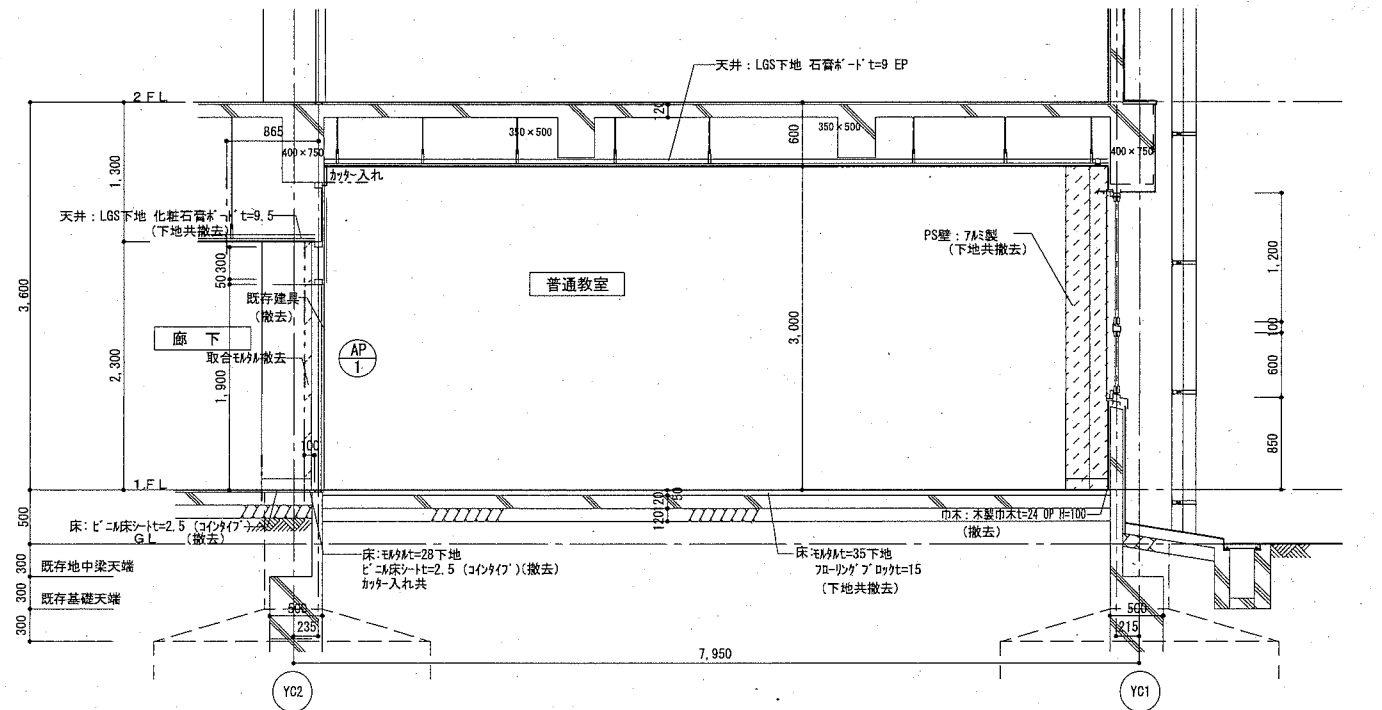 天井：LGS下地 石膏ボードt=9 EP
2FL
865
120
600
350×500
350×500
400×750
400×750
カッター入れ
1,300
天井：LGS下地 化粧石膏ボードt=9.5
(下地共撤去)
PS壁：アルミ製
(下地共撤去)
1,200
300
50
普通教室
既存建具
(撤去)
3,600
廊 下
取合モルタル撤去
AP
1
3,000
100
2,300
1,900
600
850
100
1.FL
50
120
120
500
床：ビニル床シートt=2.5 (コインタイプ)
GL (撤去)
巾木：木製巾木t=24 OP H=100
(撤去)
床：モルタルt=28下地
ビニル床シートt=2.5 (コインタイプ)(撤去)
カッター入れ共
床：モルタルt=35下地
フローリングブロックt=15
(下地共撤去)
300
既存地中梁天端
300
既存基礎天端
300
500
235
500
215
7,950
YC2
YC1